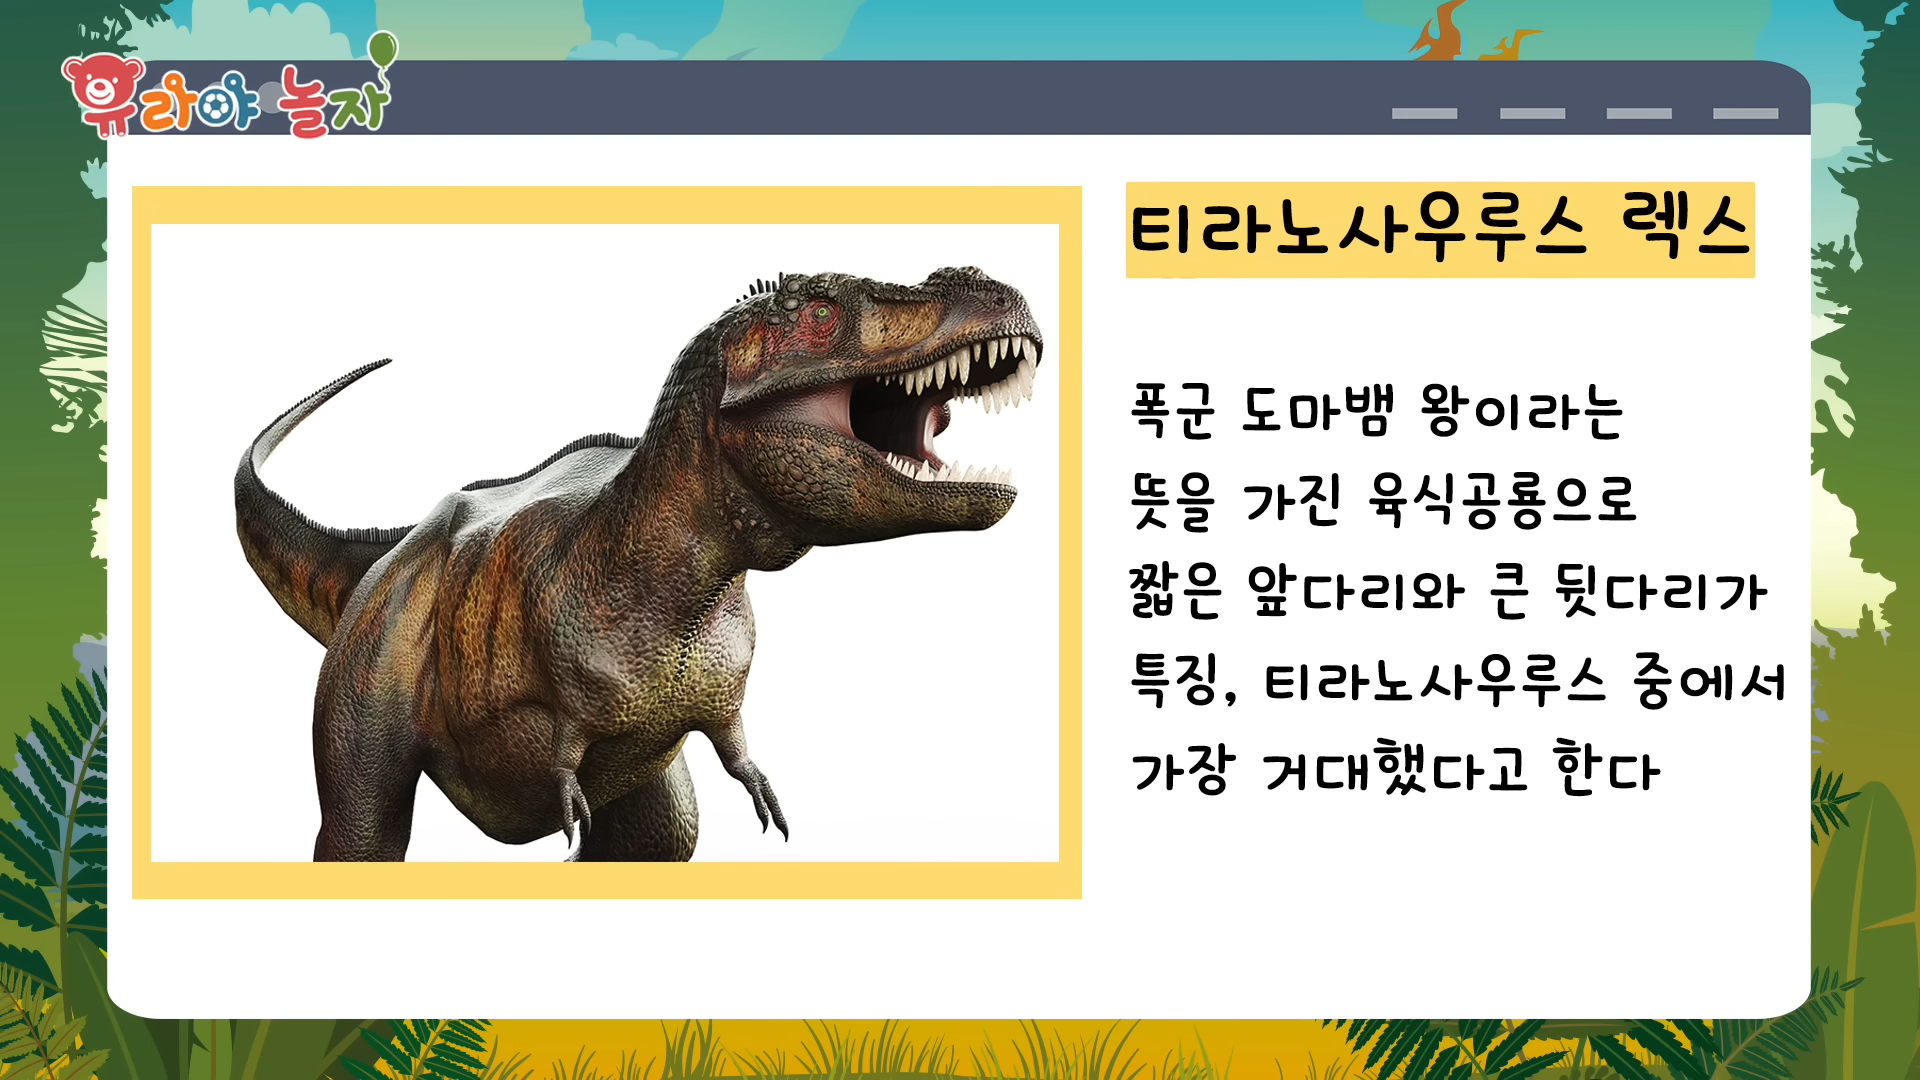 유라야 놀자
티라노사우루스 렉스
폭군 도마뱀 왕이라는
뜻을 가진 육식공룡으로
짧은 앞다리와 큰 뒷다리가
특징, 티라노사우루스 중에서
가장 거대했다고 한다